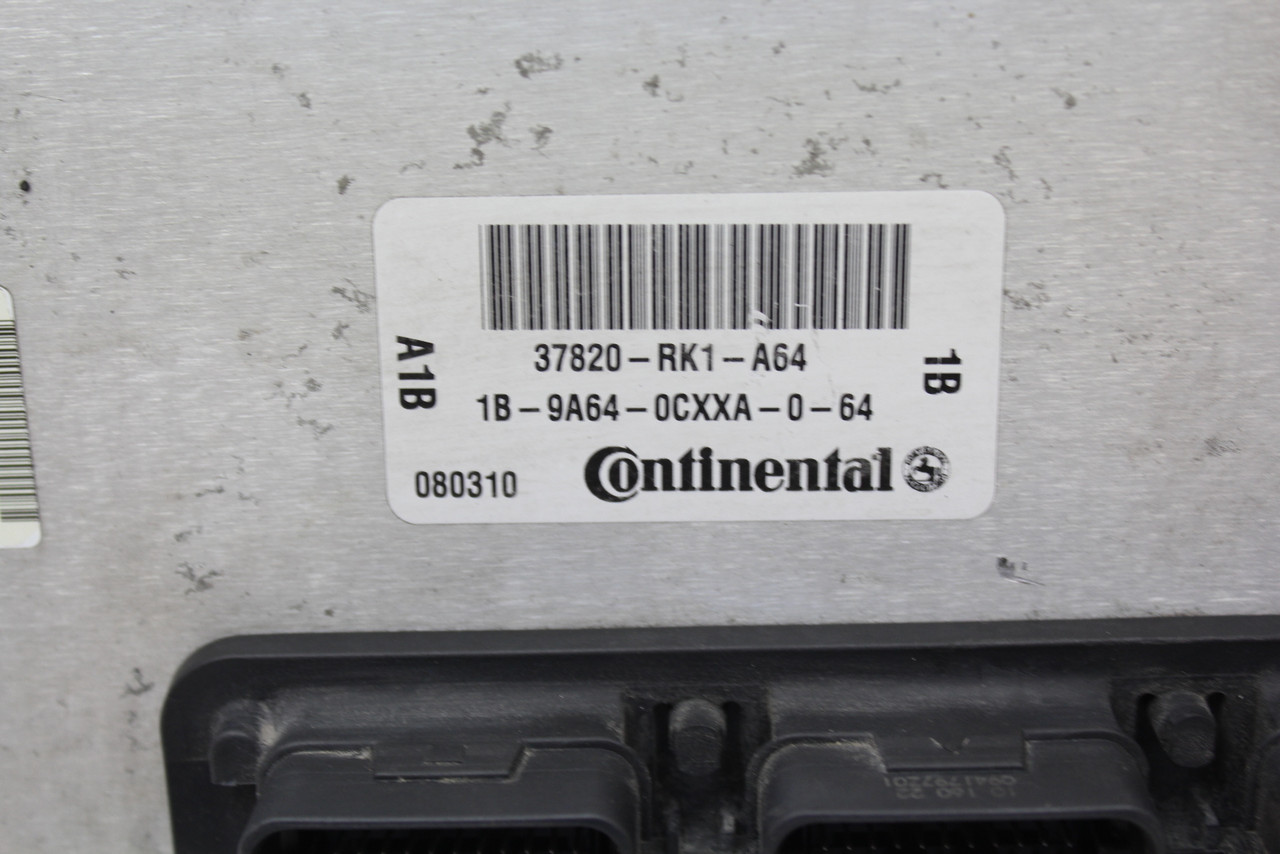 37820-RK1-A64
A1B
1B
1B-9A64-0CXXA-0-64
080310
Continental